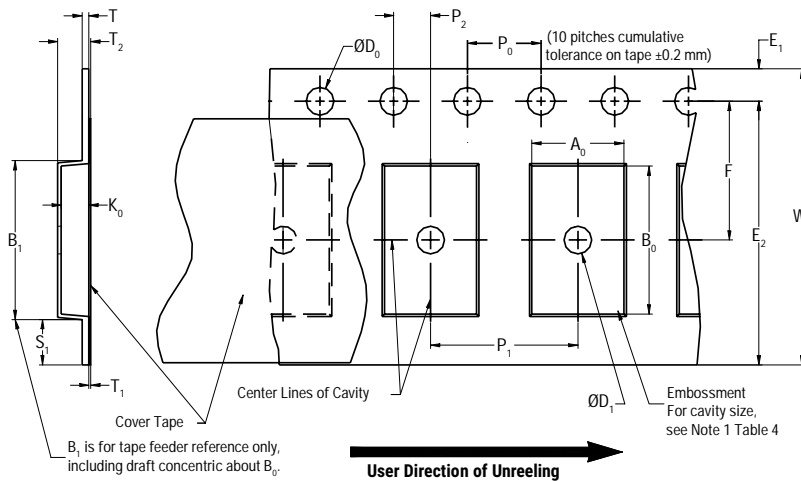 T
T₂
P₂
ØD₀
P₀
(10 pitches cumulative
tolerance on tape ±0.2 mm)
E₁
A₀
F
W
K₀
B₁
B₀
E₂
S₁
P₁
T₁
Center Lines of Cavity
ØD₁
Embossment
For cavity size,
see Note 1 Table 4
Cover Tape
B₁ is for tape feeder reference only,
including draft concentric about B₀.
User Direction of Unreeling